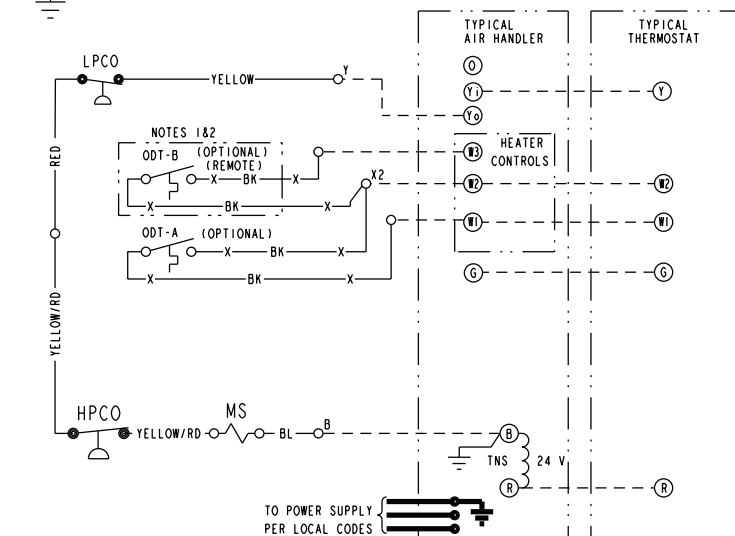 TYPICAL
AIR HANDLER
TYPICAL
THERMOSTAT
LPCO
YELLOW
Y
O
Yi
Y
Yo
RED
NOTES 1&2
ODT-B
(OPTIONAL)
(REMOTE)
HEATER
CONTROLS
W3
X BK X
X2
W2
W2
X BK X
W1
W1
ODT-A
(OPTIONAL)
X BK X
X BK X
G
G
YELLOW/RD
HPCO
YELLOW/RD
MS
BL
B
B
TNS
24 V
R
R
TO POWER SUPPLY
PER LOCAL CODES